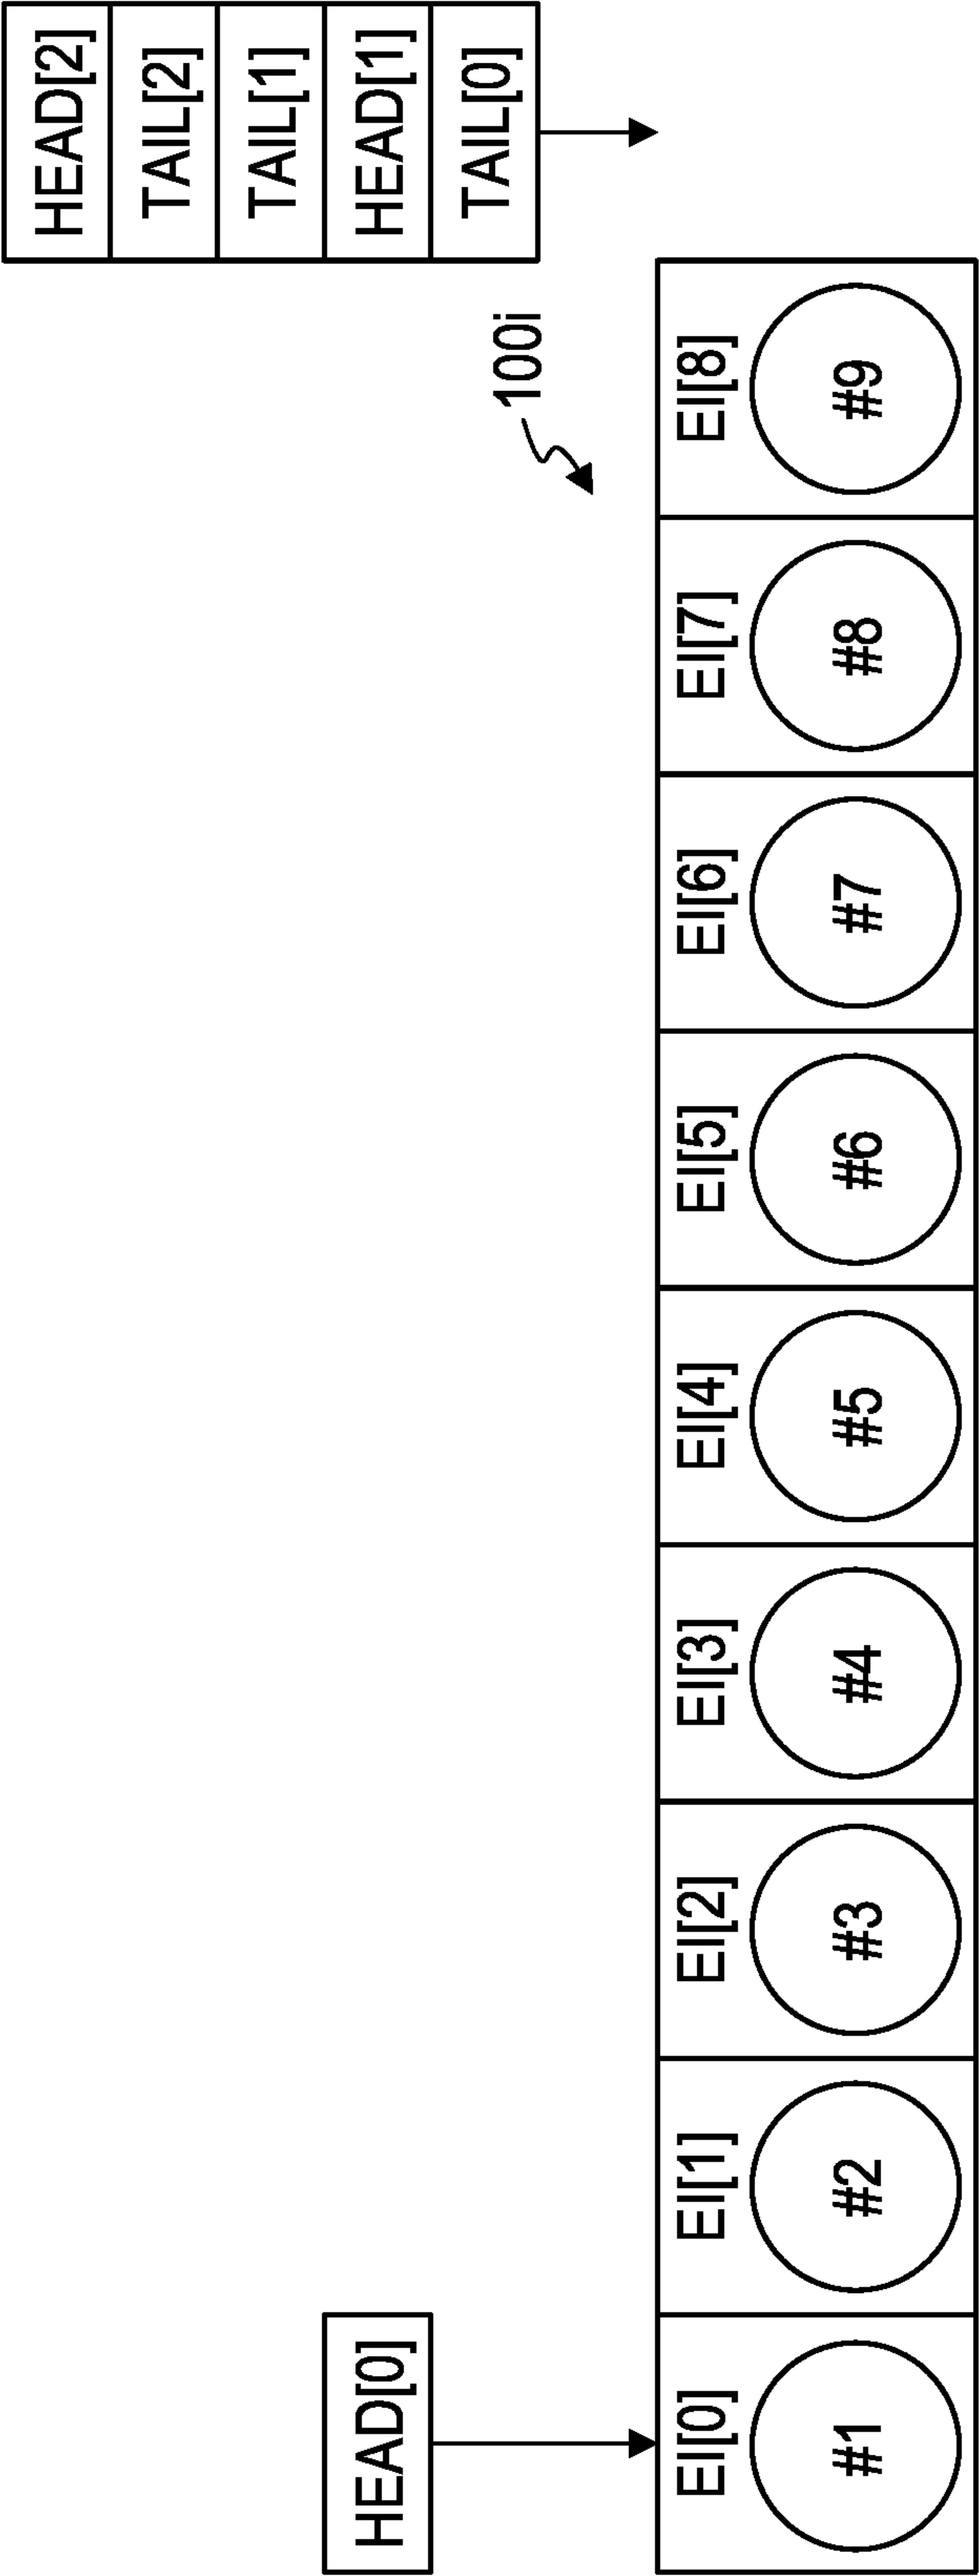 HEAD[2]
TAIL[2]
TAIL[1]
HEAD[0]
HEAD[1]
TAIL[0]
100i
EI[0]
EI[1]
EI[2]
EI[3]
EI[4]
EI[5]
EI[6]
EI[7]
EI[8]
#1
#2
#3
#4
#5
#6
#7
#8
#9